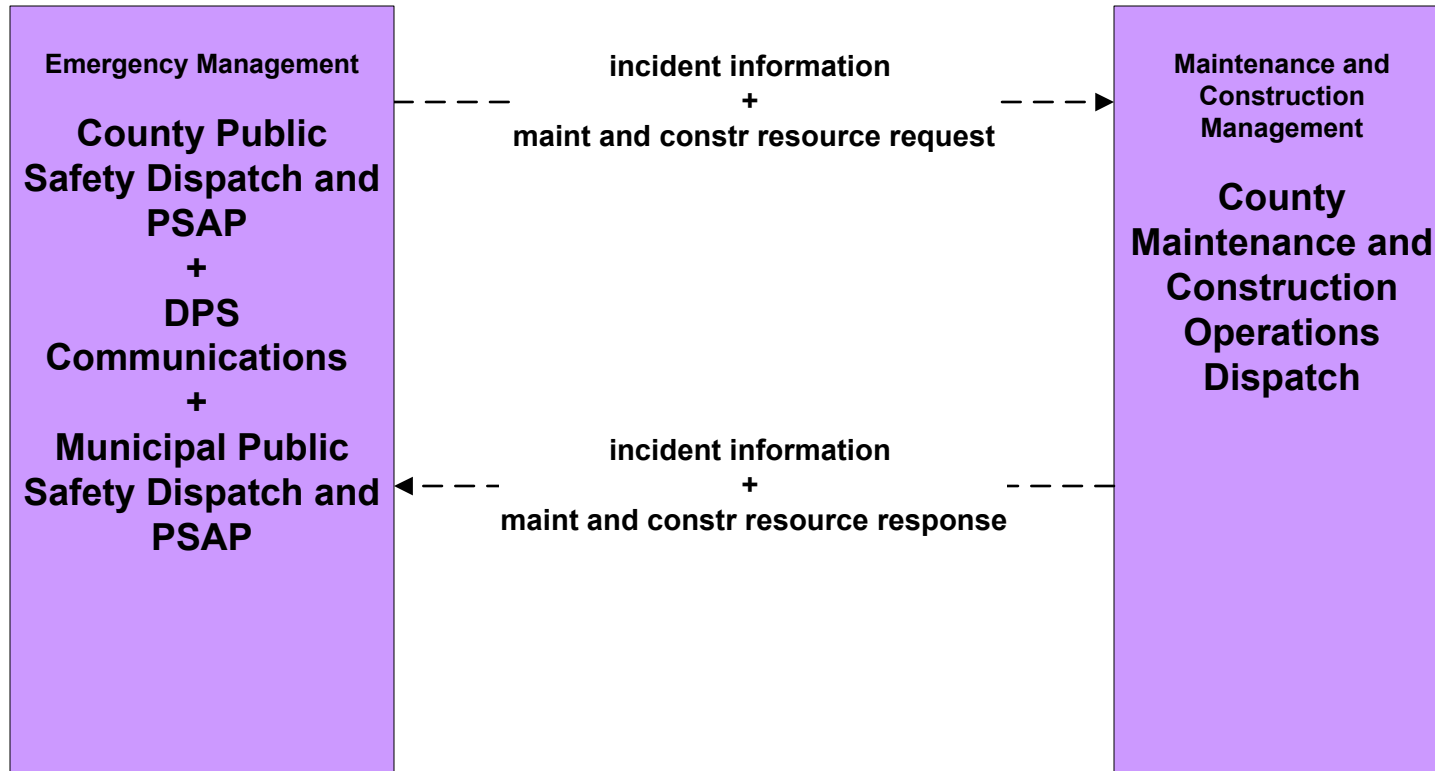 Emergency Management
County Public
Safety Dispatch and
PSAP
+
DPS
Communications
+
Municipal Public
Safety Dispatch and
PSAP
incident information
+
maint and constr resource request
incident information
+
maint and constr resource response
Maintenance and
Construction
Management
County
Maintenance and
Construction
Operations
Dispatch